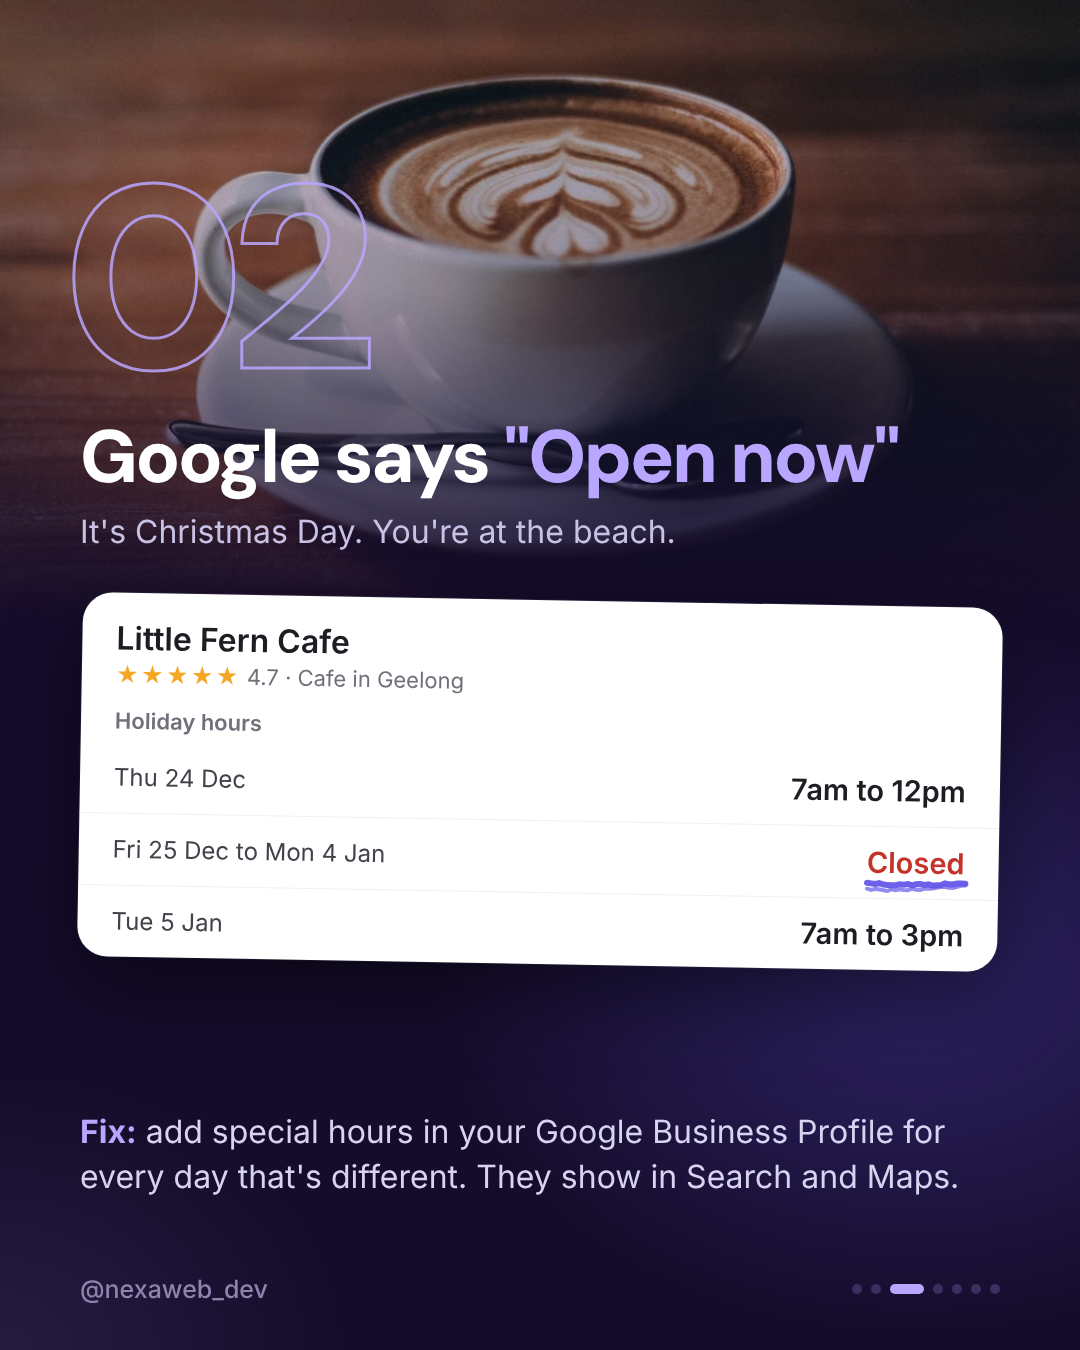 02
Google says "Open now"
It's Christmas Day. You're at the beach.
Little Fern Cafe
★★★★★ 4.7 · Cafe in Geelong
Holiday hours
Thu 24 Dec 7am to 12pm
Fri 25 Dec to Mon 4 Jan Closed
Tue 5 Jan 7am to 3pm
Fix: add special hours in your Google Business Profile for
every day that's different. They show in Search and Maps.
@nexaweb_dev